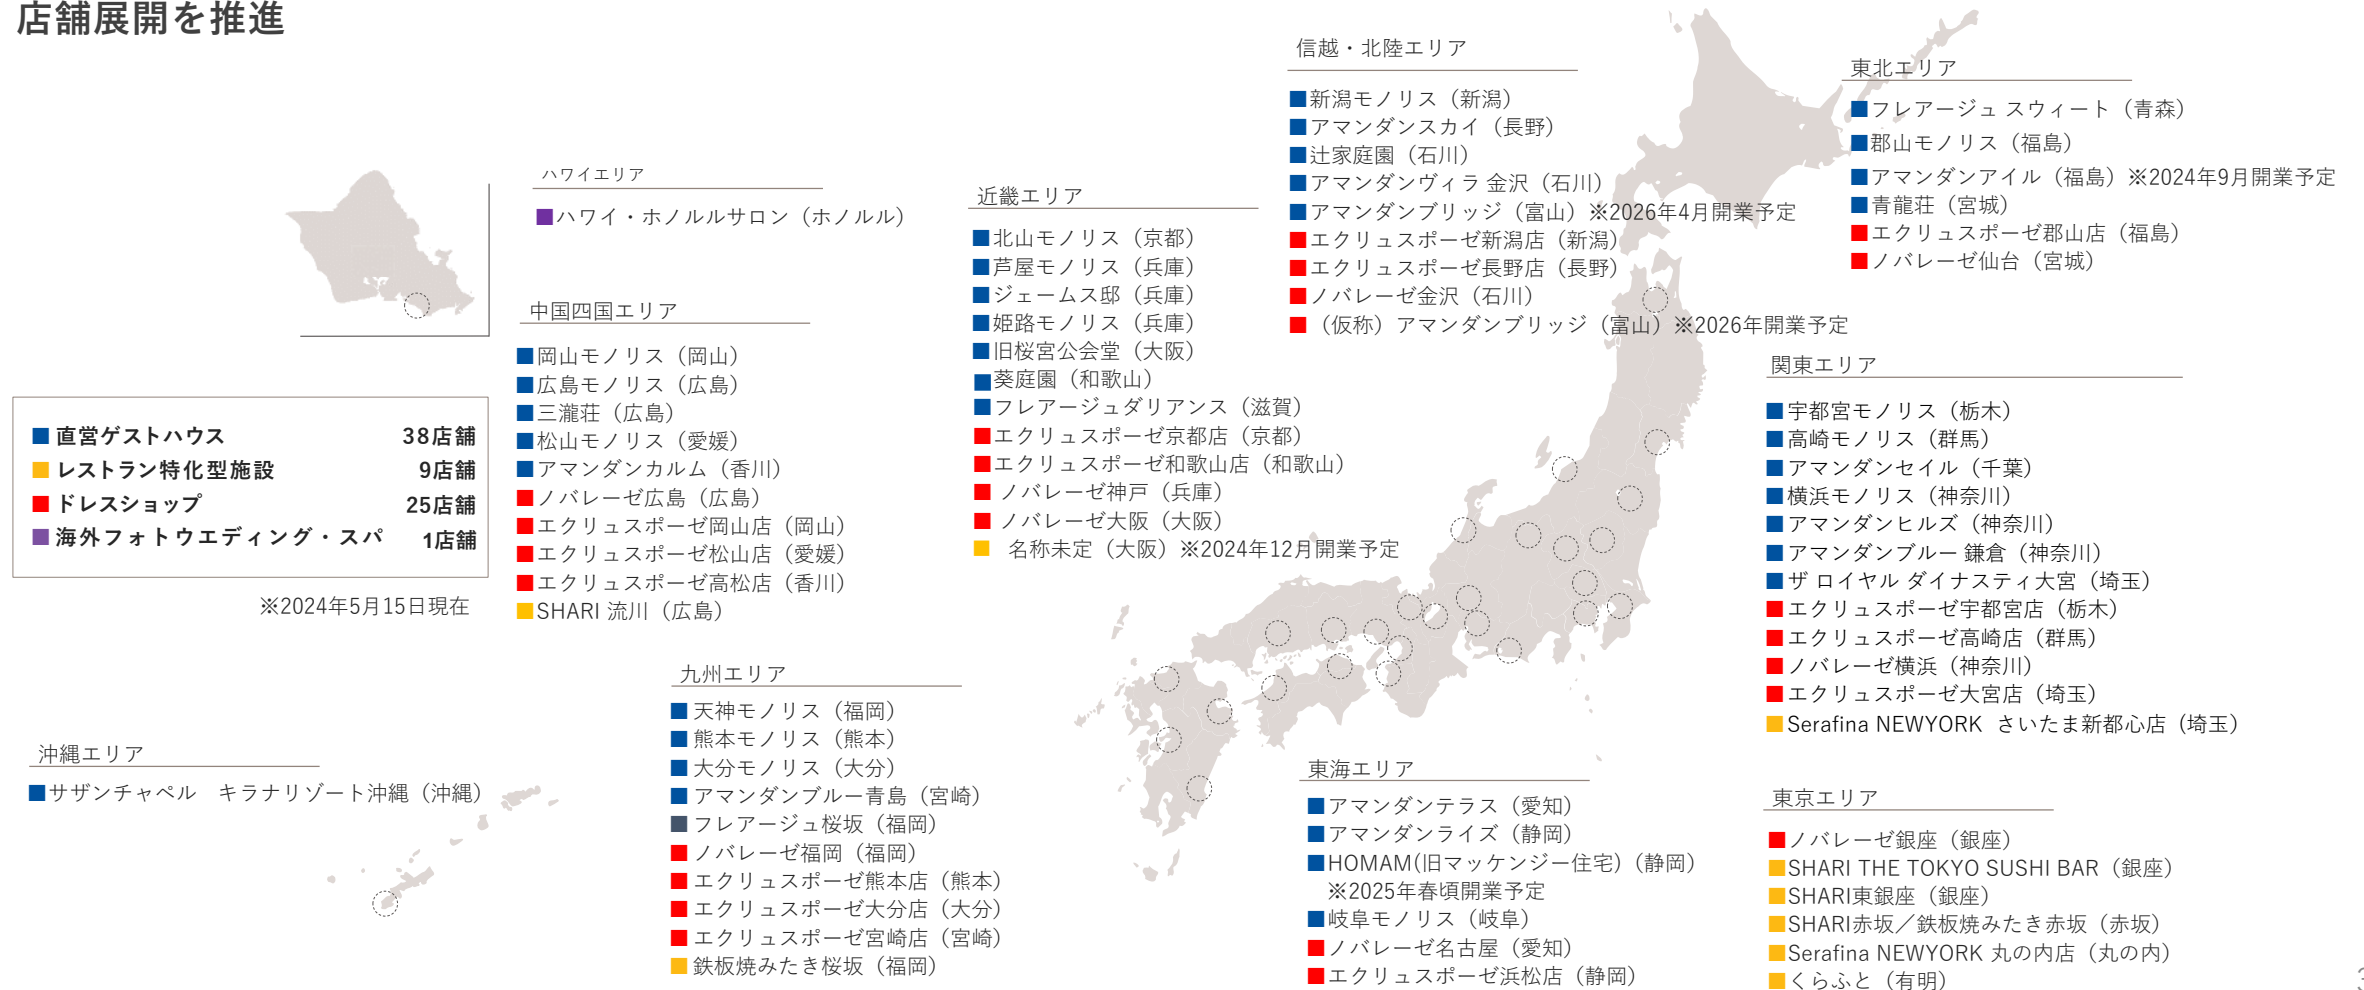 店舗展開を推進
ハワイエリア
■ハワイ・ホノルルサロン（ホノルル）
■直営ゲストハウス 38店舗
■レストラン特化型施設 9店舗
■ドレスショップ 25店舗
■海外フォトウエディング・スパ 1店舗
※2024年5月15日現在
中国四国エリア
■岡山モノリス（岡山）
■広島モノリス（広島）
■三瀧荘（広島）
■松山モノリス（愛媛）
■アマンダンカルム（香川）
■ノバレーゼ広島（広島）
■エクリュスポーゼ岡山店（岡山）
■エクリュスポーゼ松山店（愛媛）
■エクリュスポーゼ高松店（香川）
■SHARI 流川（広島）
近畿エリア
■北山モノリス（京都）
■芦屋モノリス（兵庫）
■ジェームス邸（兵庫）
■姫路モノリス（兵庫）
■旧桜宮公会堂（大阪）
■葵庭園（和歌山）
■フレアージュダリアンス（滋賀）
■エクリュスポーゼ京都店（京都）
■エクリュスポーゼ和歌山店（和歌山）
■ ノバレーゼ神戸（兵庫）
■ ノバレーゼ大阪（大阪）
■ 名称未定（大阪）※2024年12月開業予定
信越・北陸エリア
■新潟モノリス（新潟）
■アマンダンスカイ（長野）
■辻家庭園（石川）
■アマンダンヴィラ 金沢（石川）
■アマンダンブリッジ（富山）※2026年4月開業予定
■エクリュスポーゼ新潟店（新潟）
■エクリュスポーゼ長野店（長野）
■ノバレーゼ金沢（石川）
■（仮称）アマンダンブリッジ（富山）※2026年開業予定
東北エリア
■フレアージュ スウィート（青森）
■郡山モノリス（福島）
■アマンダンアイル（福島）※2024年9月開業予定
■青龍荘（宮城）
■エクリュスポーゼ郡山店（福島）
■ノバレーゼ仙台（宮城）
関東エリア
■宇都宮モノリス（栃木）
■高崎モノリス（群馬）
■アマンダンセイル（千葉）
■横浜モノリス（神奈川）
■アマンダンヒルズ（神奈川）
■アマンダンブルー 鎌倉（神奈川）
■ザ ロイヤル ダイナスティ大宮（埼玉）
■エクリュスポーゼ宇都宮店（栃木）
■エクリュスポーゼ高崎店（群馬）
■ノバレーゼ横浜（神奈川）
■エクリュスポーゼ大宮店（埼玉）
■Serafina NEWYORK さいたま新都心店（埼玉）
沖縄エリア
■サザンチャペル　キラナリゾート沖縄（沖縄）
九州エリア
■天神モノリス（福岡）
■熊本モノリス（熊本）
■大分モノリス（大分）
■アマンダンブルー青島（宮崎）
■フレアージュ桜坂（福岡）
■ノバレーゼ福岡（福岡）
■エクリュスポーゼ熊本店（熊本）
■エクリュスポーゼ大分店（大分）
■エクリュスポーゼ宮崎店（宮崎）
■鉄板焼みたき桜坂（福岡）
東海エリア
■アマンダンテラス（愛知）
■アマンダンライズ（静岡）
■HOMAM(旧マッケンジー住宅)（静岡）
※2025年春頃開業予定
■岐阜モノリス（岐阜）
■ノバレーゼ名古屋（愛知）
■エクリュスポーゼ浜松店（静岡）
東京エリア
■ノバレーゼ銀座（銀座）
■SHARI THE TOKYO SUSHI BAR（銀座）
■SHARI東銀座（銀座）
■SHARI赤坂／鉄板焼みたき赤坂（赤坂）
■Serafina NEWYORK 丸の内店（丸の内）
■くらふと（有明）